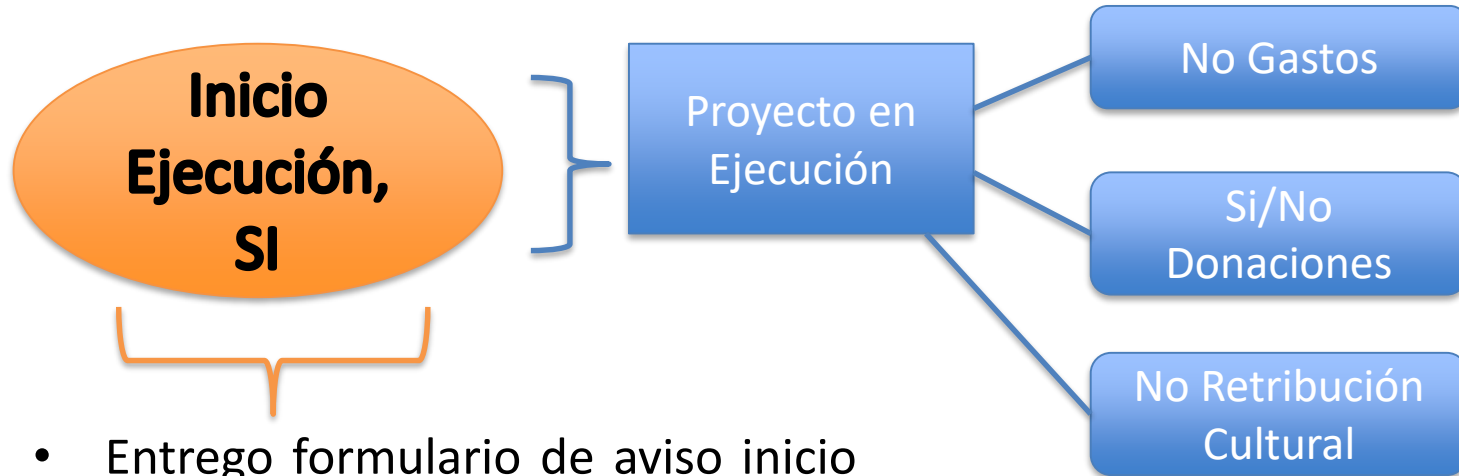 Inicio
Ejecución,
SI
Proyecto en
Ejecución
No Gastos
Si/No
Donaciones
No Retribución
Cultural
• Entrego formulario de aviso inicio